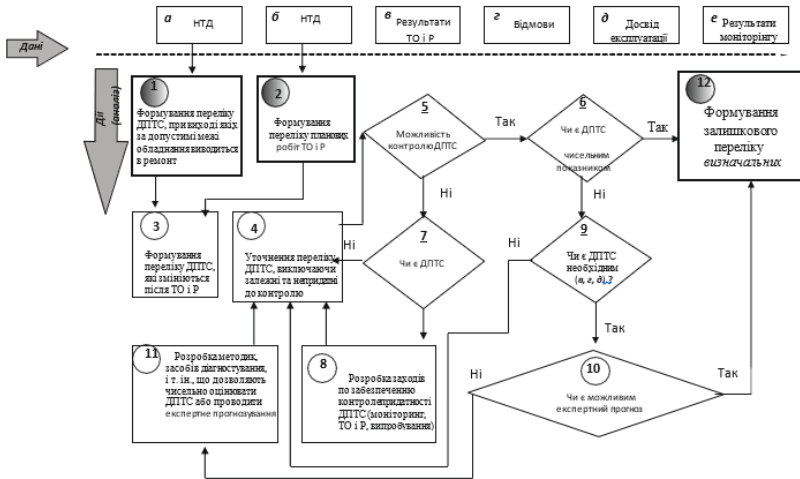 а НТД
б НТД
в Результати
ТО і Р
г Відмови
д Досвід
експлуатації
е Результати
моніторінгу
Дані
Дії
(аналіз)
1
Формування переліку
ДПТС, при виході яких
за допустимі межі
обладнання виводиться
в ремонт
2
Формування
переліку планових
робіт ТО і Р
5
Можливість
контролю ДПТС
Так
6
Чи є ДПТС
чисельним
показником
Так
12
Формування
залишкового
переліку
визначальних
Ні
Ні
3
Формування
переліку ДПТС,
які змініються
після ТО і Р
4
Уточнення переліку
ДПТС, виключаючи
залежні та непридані
до контролю
Ні
7
Чи є ДПТС
Ні
9
Чи є ДПТС
необхідним
(в, г, д) ?
Так
11
Розробка методик,
засобів діагностування,
і т. ін., що дозволяють
чисельно оцінювати
ДПТС або проводити
експертне прогнозування
8
Розробка заходів
по забезпеченню
контролепридатності
ДПТС (моніторинг,
ТО і Р, випробування)
Ні
10
Чи є можливим
експертний прогноз
Так